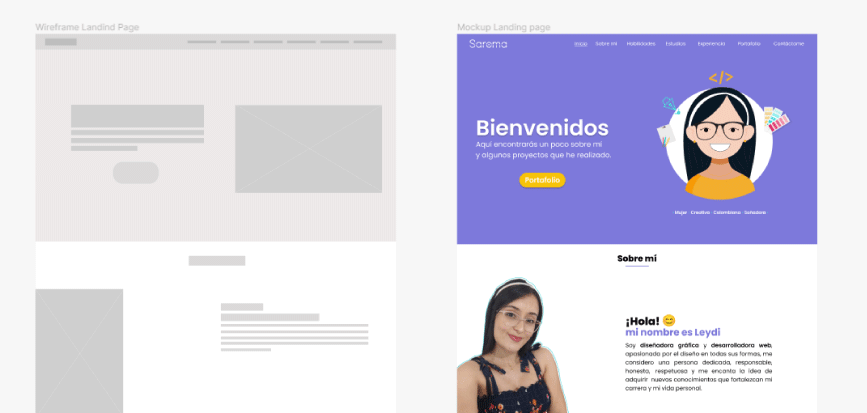 Wireframe Landind Page
Mockup Landing page
Saroma
Inicio Sobre mi Habilidades Estudios Experiencia Portafolio Contáctame
</>
Bienvenidos
Aquí encontrarás un poco sobre mi
y algunos proyectos que he realizado.
Portafolio
Mujer Creativa Colombiana Soñadora
Sobre mi
¡Hola! 😊
mi nombre es Leydi
Soy diseñadora gráfica y desarrolladora web,
apasionada por el diseño en todas sus formas, me
considero una persona dedicada, responsable,
honesta, respetuosa y me encanta la idea de
adquirir nuevos conocimientos que fortalezcan mi
carrera y mi vida personal.